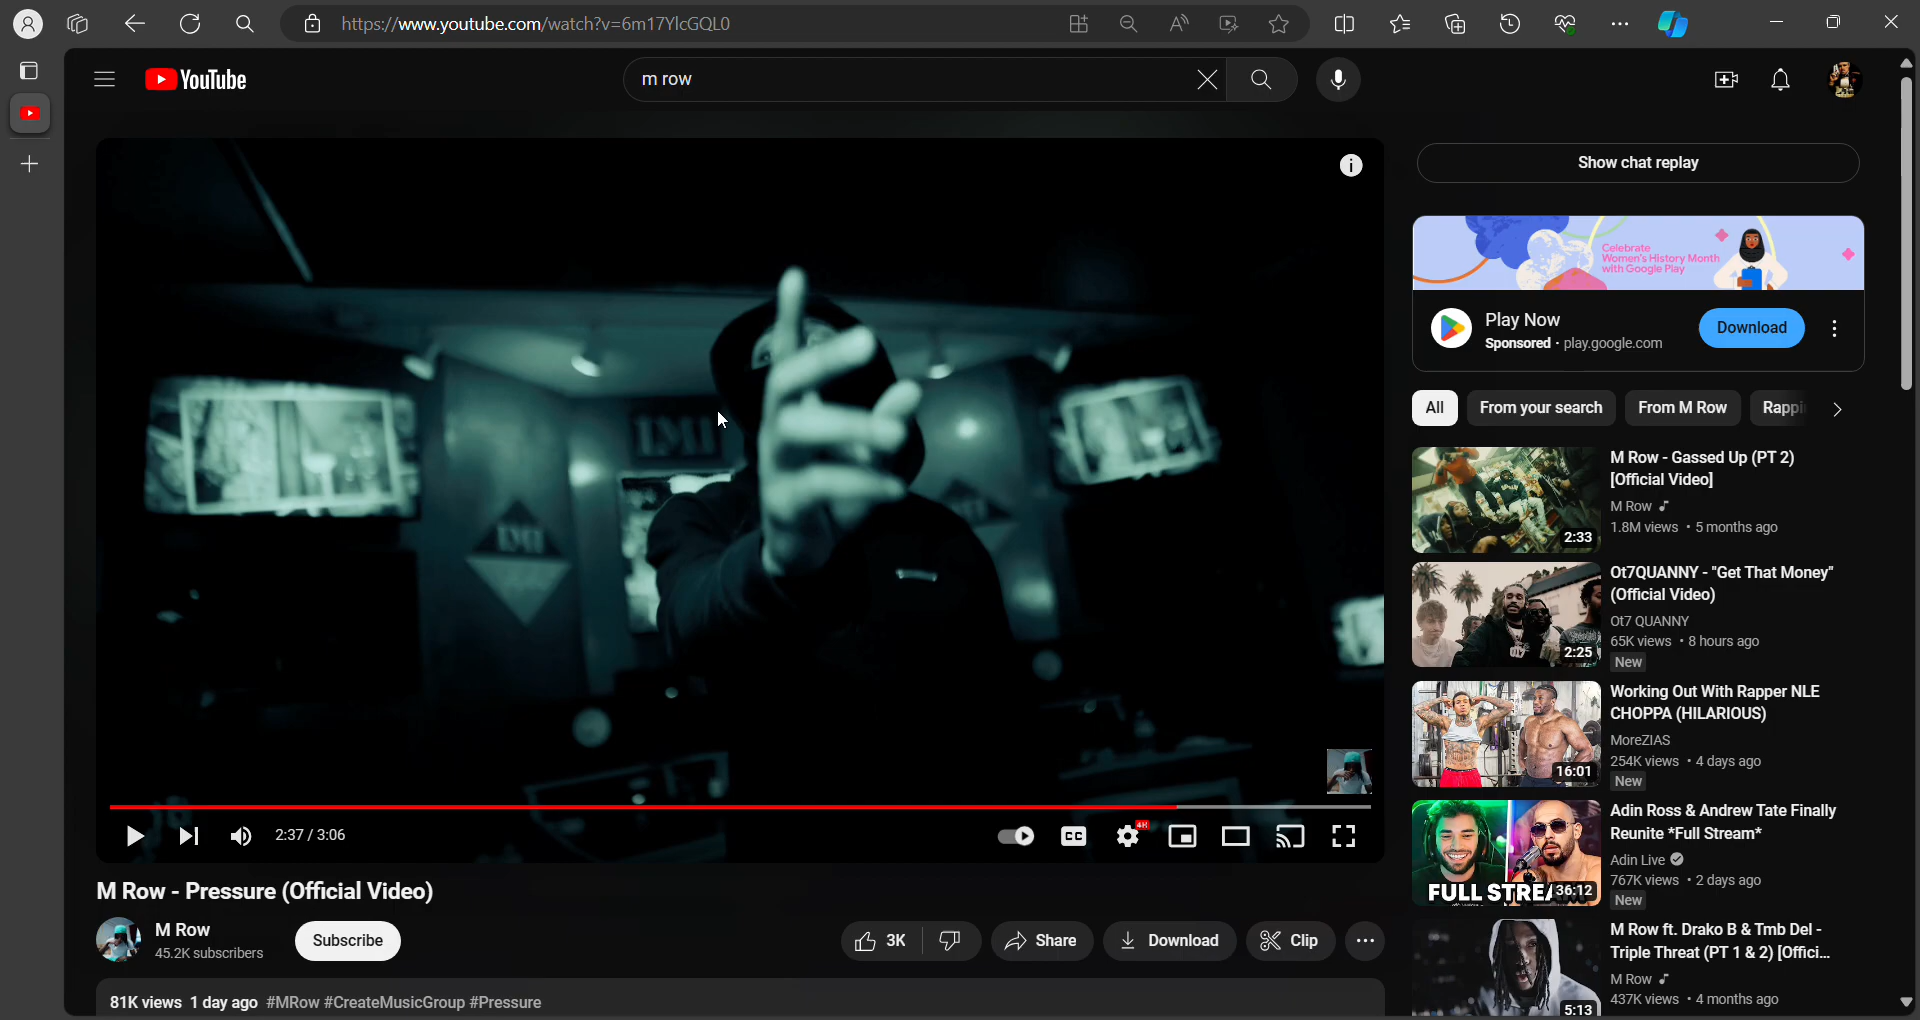 https://www.youtube.com/watch?v=6m17YlcGQL0
YouTube
m row
Show chat replay
Celebrate
Women's History Month
with Google Play
Play Now
Sponsored · play.google.com
Download
All
From your search
From M Row
Rappi
M Row - Gassed Up (PT 2)
[Official Video]
M Row
1.8M views • 5 months ago
2:33
Ot7QUANNY - "Get That Money"
(Official Video)
Ot7 QUANNY
65K views • 8 hours ago
New
2:25
Working Out With Rapper NLE
CHOPPA (HILARIOUS)
MoreZIAS
254K views • 4 days ago
New
16:01
Adin Ross & Andrew Tate Finally
Reunite *Full Stream*
Adin Live
767K views • 2 days ago
New
FULL STREAM
36:12
M Row ft. Drako B & Tmb Del -
Triple Threat (PT 1 & 2) [Offici...
M Row
437K views • 4 months ago
5:13
2:37 / 3:06
CC
4K
M Row - Pressure (Official Video)
M Row
45.2K subscribers
Subscribe
3K
Share
Download
Clip
81K views 1 day ago #MRow #CreateMusicGroup #Pressure